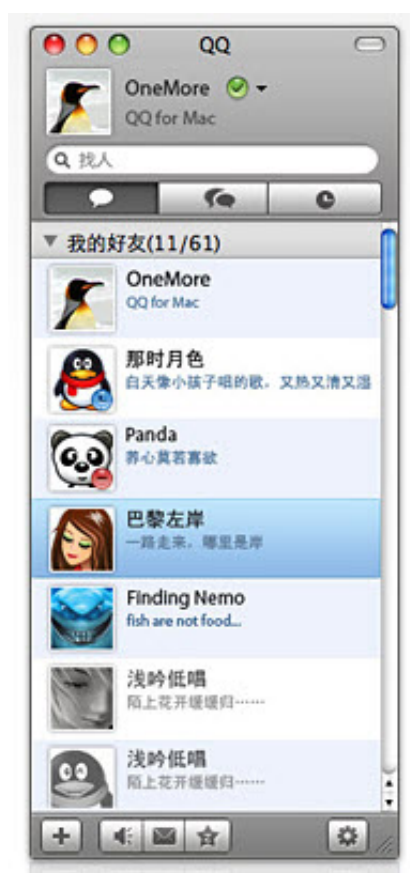 QQ
OneMore
QQ for Mac
找人
我的好友(11/61)
OneMore
QQ for Mac
那时月色
白天像小孩子唱的歌，又热又清又湿
Panda
养心莫若寡欲
巴黎左岸
一路走来，哪里是岸
Finding Nemo
fish are not food...
浅吟低唱
陌上花开缓缓归……
浅吟低唱
陌上花开缓缓归……